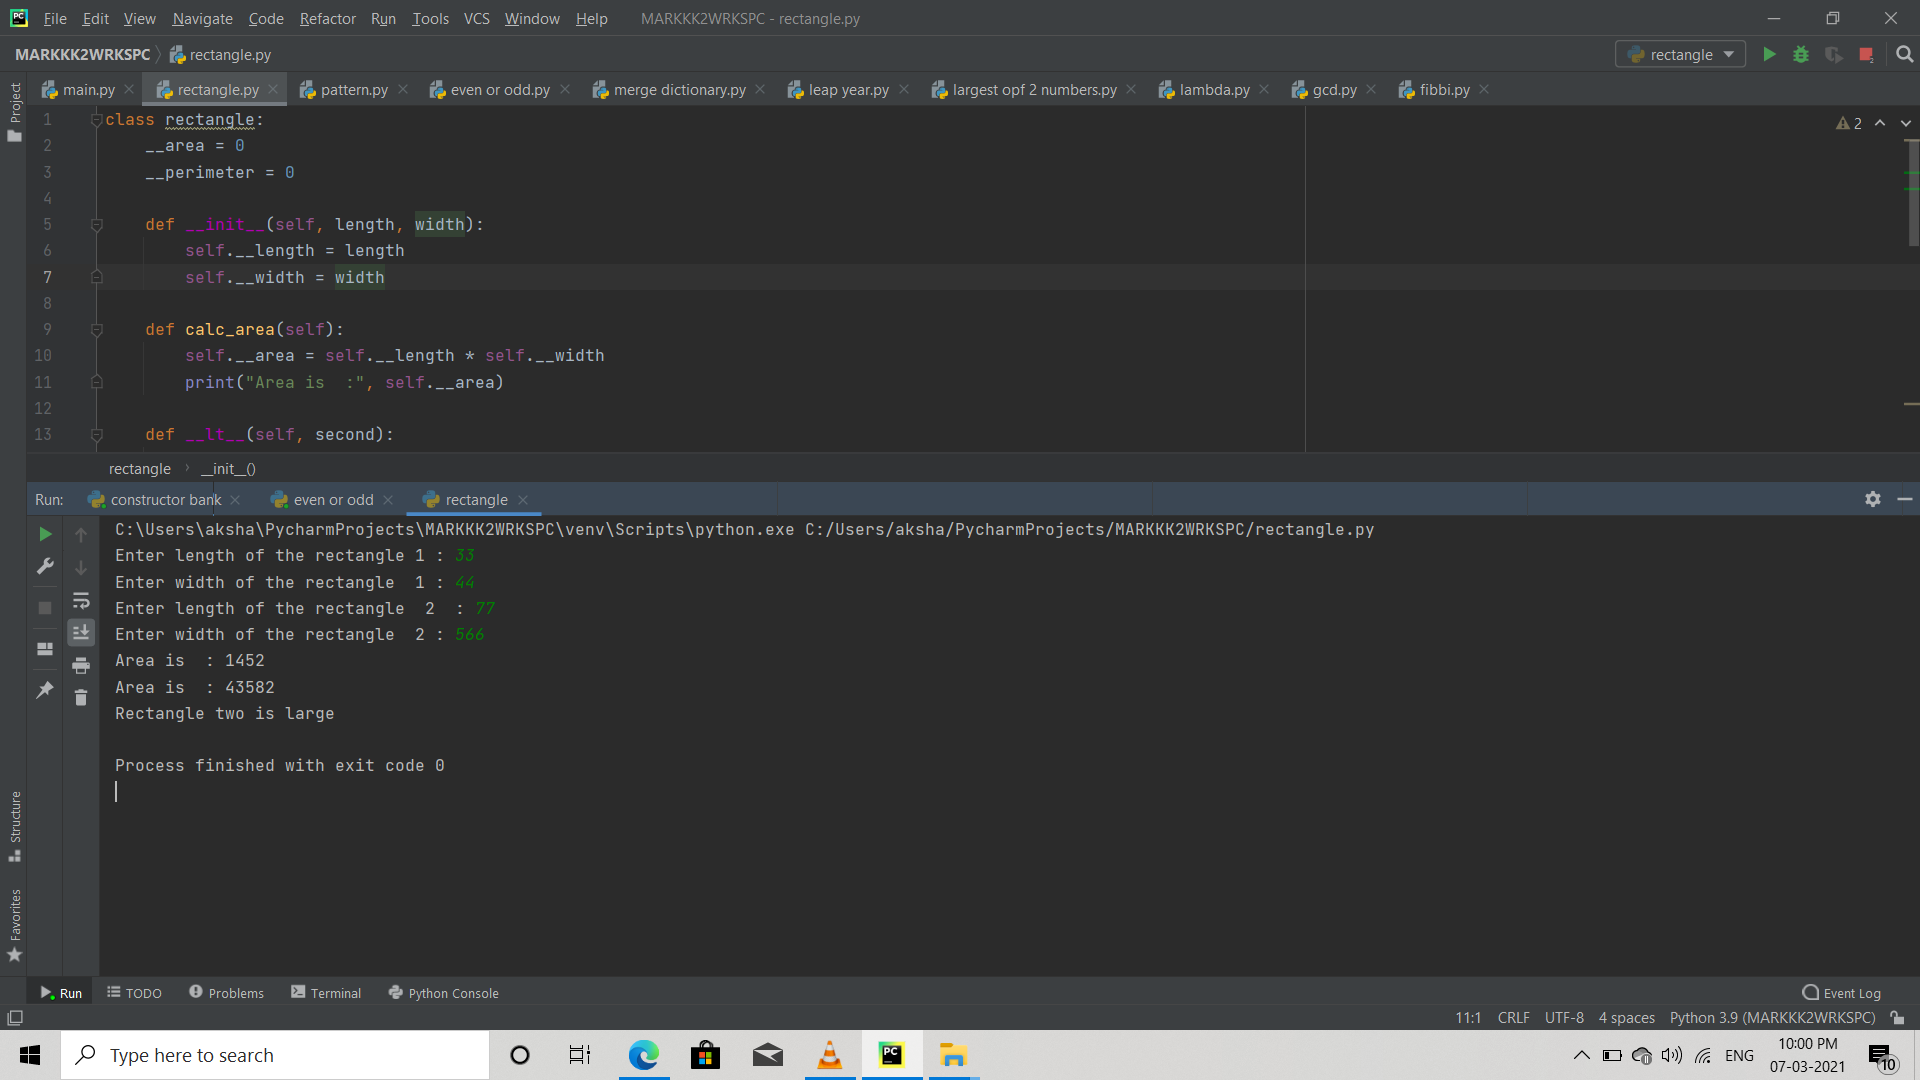 File Edit View Navigate Code Refactor Run Tools VCS Window Help MARKKK2WRKSPC - rectangle.py
MARKKK2WRKSPC rectangle.py rectangle
main.py rectangle.py pattern.py even or odd.py merge dictionary.py leap year.py largest opf 2 numbers.py lambda.py gcd.py fibbi.py
Project
1 class rectangle: 2
2 __area = 0
3 __perimeter = 0
4
5 def __init__(self, length, width):
6 self.__length = length
7 self.__width = width
8
9 def calc_area(self):
10 self.__area = self.__length * self.__width
11 print("Area is  :", self.__area)
12
13 def __lt__(self, second):
rectangle › __init__()
Run: constructor bank even or odd rectangle
C:\Users\aksha\PycharmProjects\MARKKK2WRKSPC\venv\Scripts\python.exe C:/Users/aksha/PycharmProjects/MARKKK2WRKSPC/rectangle.py
Enter length of the rectangle 1 : 33
Enter width of the rectangle  1 : 44
Enter length of the rectangle  2  : 77
Enter width of the rectangle  2 : 566
Area is  : 1452
Area is  : 43582
Rectangle two is large
Process finished with exit code 0
Structure
Favorites
Run TODO Problems Terminal Python Console Event Log
11:1 CRLF UTF-8 4 spaces Python 3.9 (MARKKK2WRKSPC)
Type here to search PC ENG 10:00 PM 10
07-03-2021